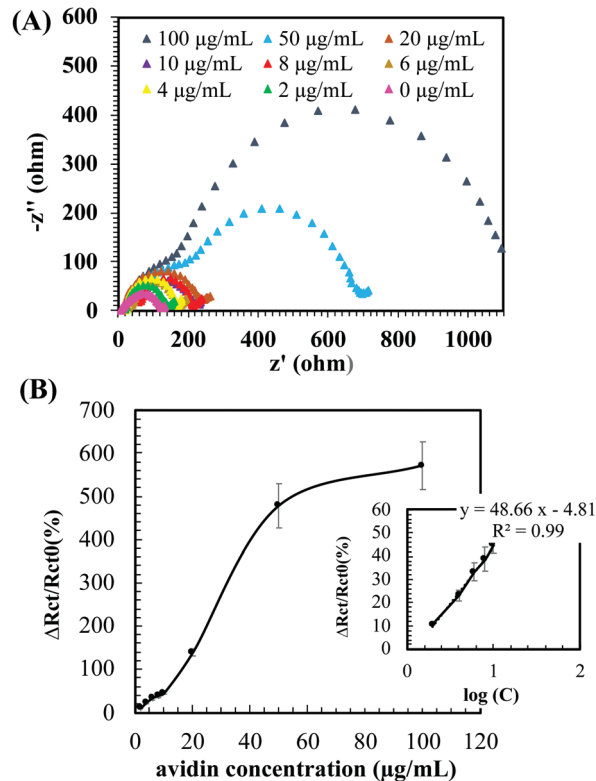 (A)
600
500
400
300
200
100
0
-z'' (ohm)
100 µg/mL 50 µg/mL 20 µg/mL
10 µg/mL 8 µg/mL 6 µg/mL
4 µg/mL 2 µg/mL 0 µg/mL
0 200 400 600 800 1000
z' (ohm)
(B)
700
600
500
400
300
200
100
0
ΔRct/Rct0(%)
y = 48.66 x - 4.81
R² = 0.99
60
50
40
30
20
10
0
ΔRct/Rct0(%)
0 1 2
log (C)
0 20 40 60 80 100 120
avidin concentration (µg/mL)